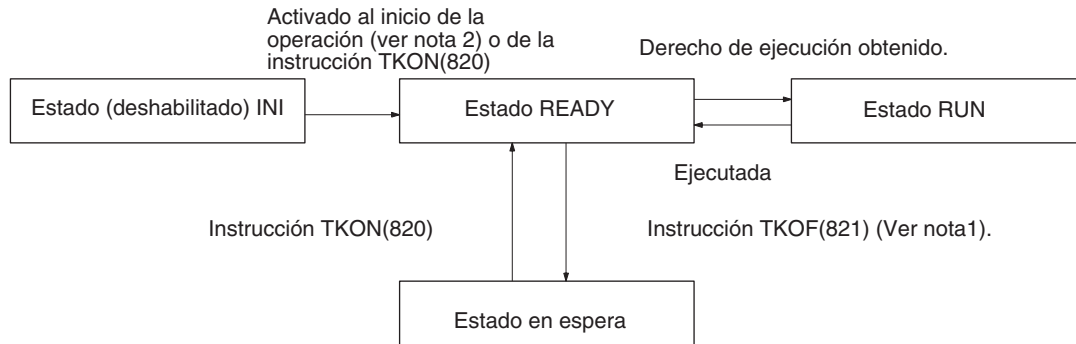 Activado al inicio de la
operación (ver nota 2) o de la
instrucción TKON(820)
Derecho de ejecución obtenido.
Estado (deshabilitado) INI
Estado READY
Estado RUN
Ejecutada
Instrucción TKON(820)
Instrucción TKOF(821) (Ver nota1).
Estado en espera